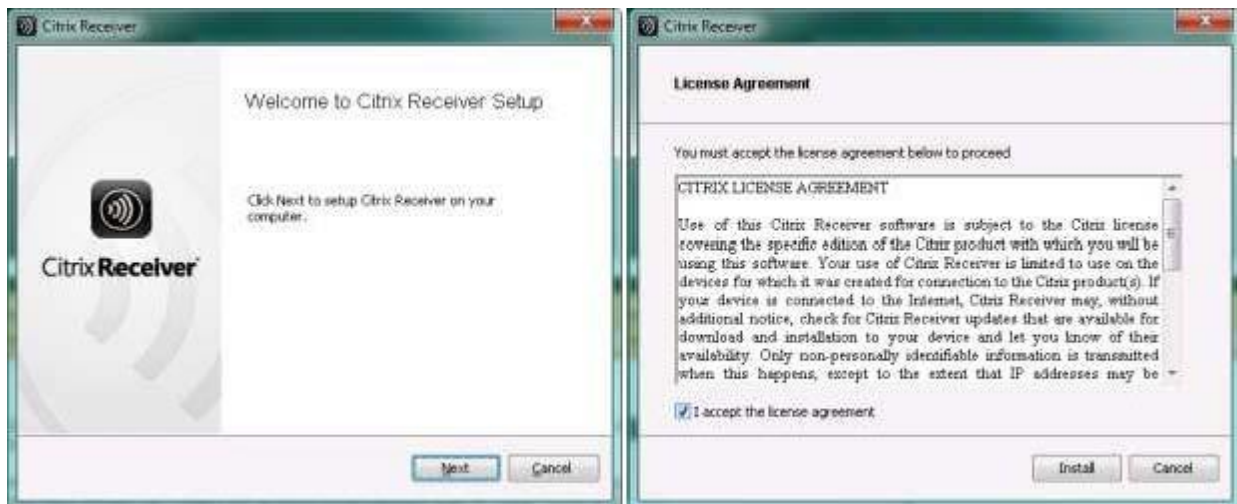 Citrix Receiver
Welcome to Citrix Receiver Setup
Click Next to setup Citrix Receiver on your
computer.
Citrix Receiver
Next
Cancel
Citrix Receiver
License Agreement
You must accept the license agreement below to proceed
CITRIX LICENSE AGREEMENT
Use of this Citrix Receiver software is subject to the Citrix license
covering the specific edition of the Citrix product with which you will be
using this software. Your use of Citrix Receiver is limited to use on the
devices for which it was created for connection to the Citrix product(s). If
your device is connected to the Internet, Citrix Receiver may, without
additional notice, check for Citrix Receiver updates that are available for
download and installation to your device and let you know of their
availability. Only non-personally identifiable information is transmitted
when this happens, except to the extent that IP addresses may be
I accept the license agreement
Install
Cancel